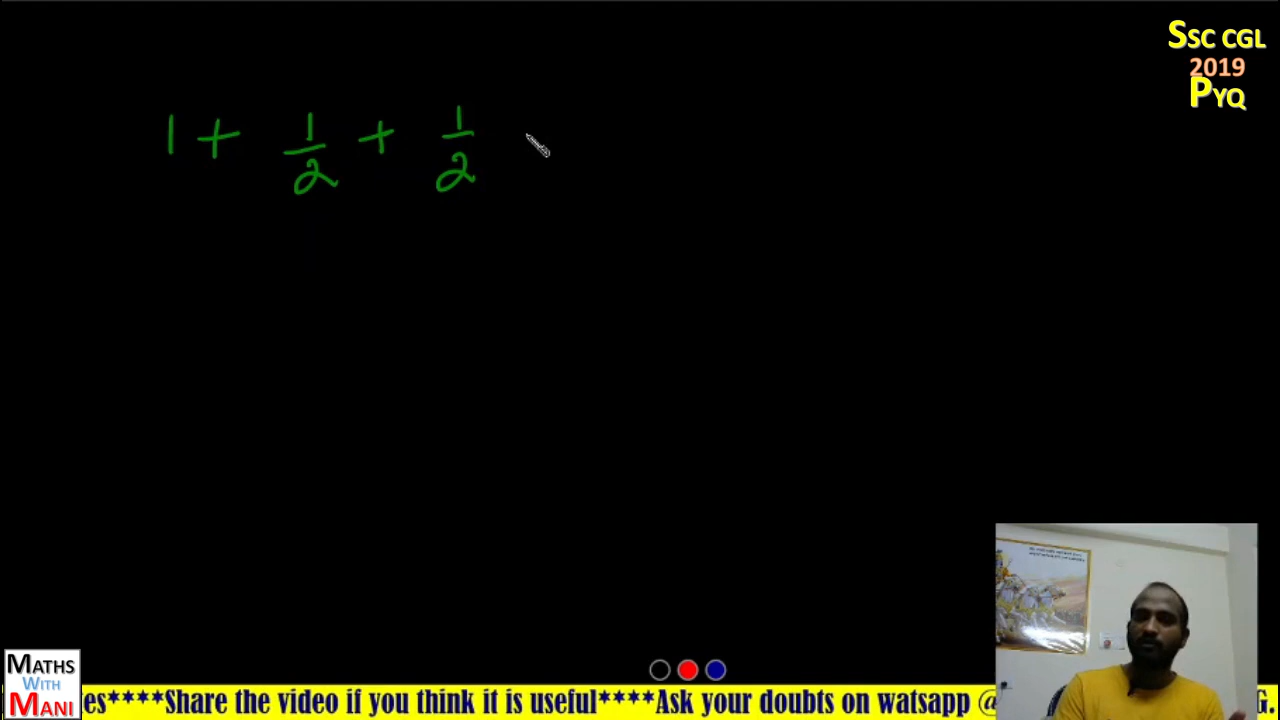 SSC CGL
2019
PYQ
1 + 1/2 + 1/2
MATHS
WITH
MANI
es****Share the video if you think it is useful****Ask your doubts on watsapp @
G.